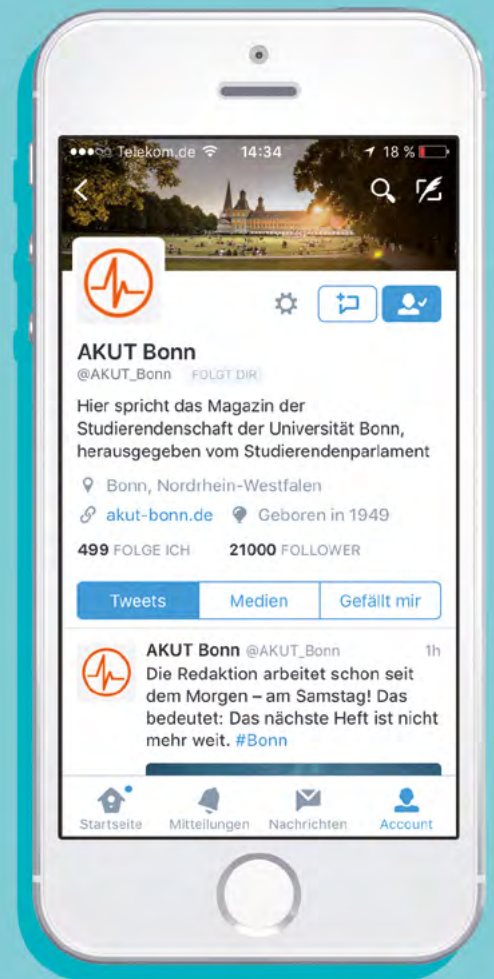 Telekom.de 14:34 18 %
AKUT Bonn
@AKUT_Bonn FOLGT DIR
Hier spricht das Magazin der
Studierendenschaft der Universität Bonn,
herausgegeben vom Studierendenparlament
Bonn, Nordrhein-Westfalen
akut-bonn.de Geboren in 1949
499 FOLGE ICH 21000 FOLLOWER
Tweets Medien Gefällt mir
AKUT Bonn @AKUT_Bonn 1h
Die Redaktion arbeitet schon seit
dem Morgen – am Samstag! Das
bedeutet: Das nächste Heft ist nicht
mehr weit. #Bonn
Startseite Mitteilungen Nachrichten Account